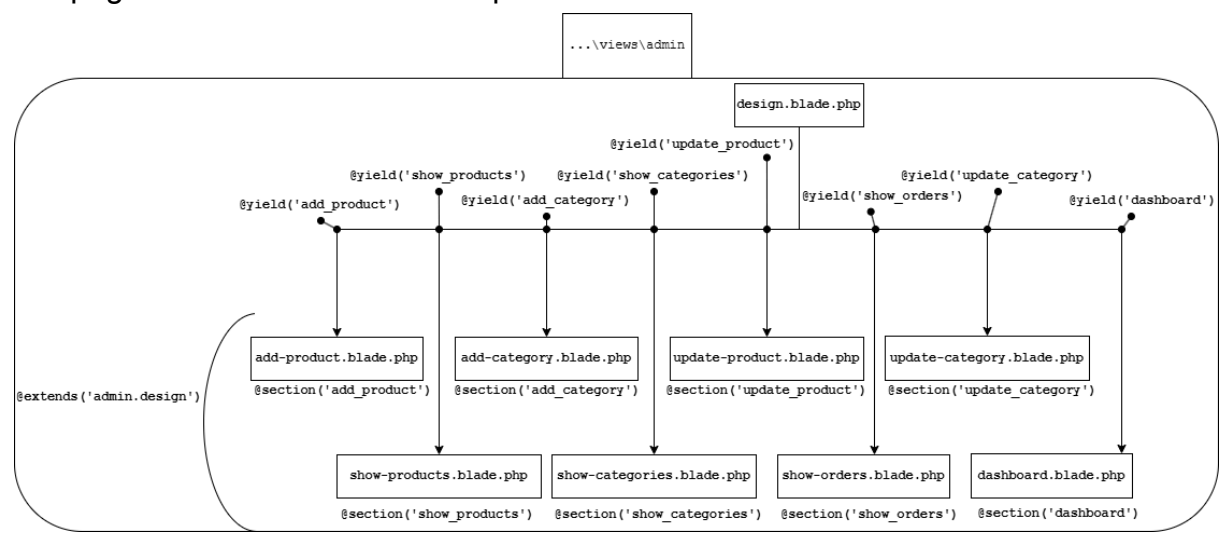 ...\views\admin
design.blade.php
@yield('update_product')
@yield('show_products')
@yield('show_categories')
@yield('update_category')
@yield('add_product')
@yield('add_category')
@yield('show_orders')
@yield('dashboard')
add-product.blade.php
add-category.blade.php
update-product.blade.php
update-category.blade.php
@section('add_product')
@section('add_category')
@section('update_product')
@section('update_category')
@extends('admin.design')
show-products.blade.php
show-categories.blade.php
show-orders.blade.php
dashboard.blade.php
@section('show_products')
@section('show_categories')
@section('show_orders')
@section('dashboard')